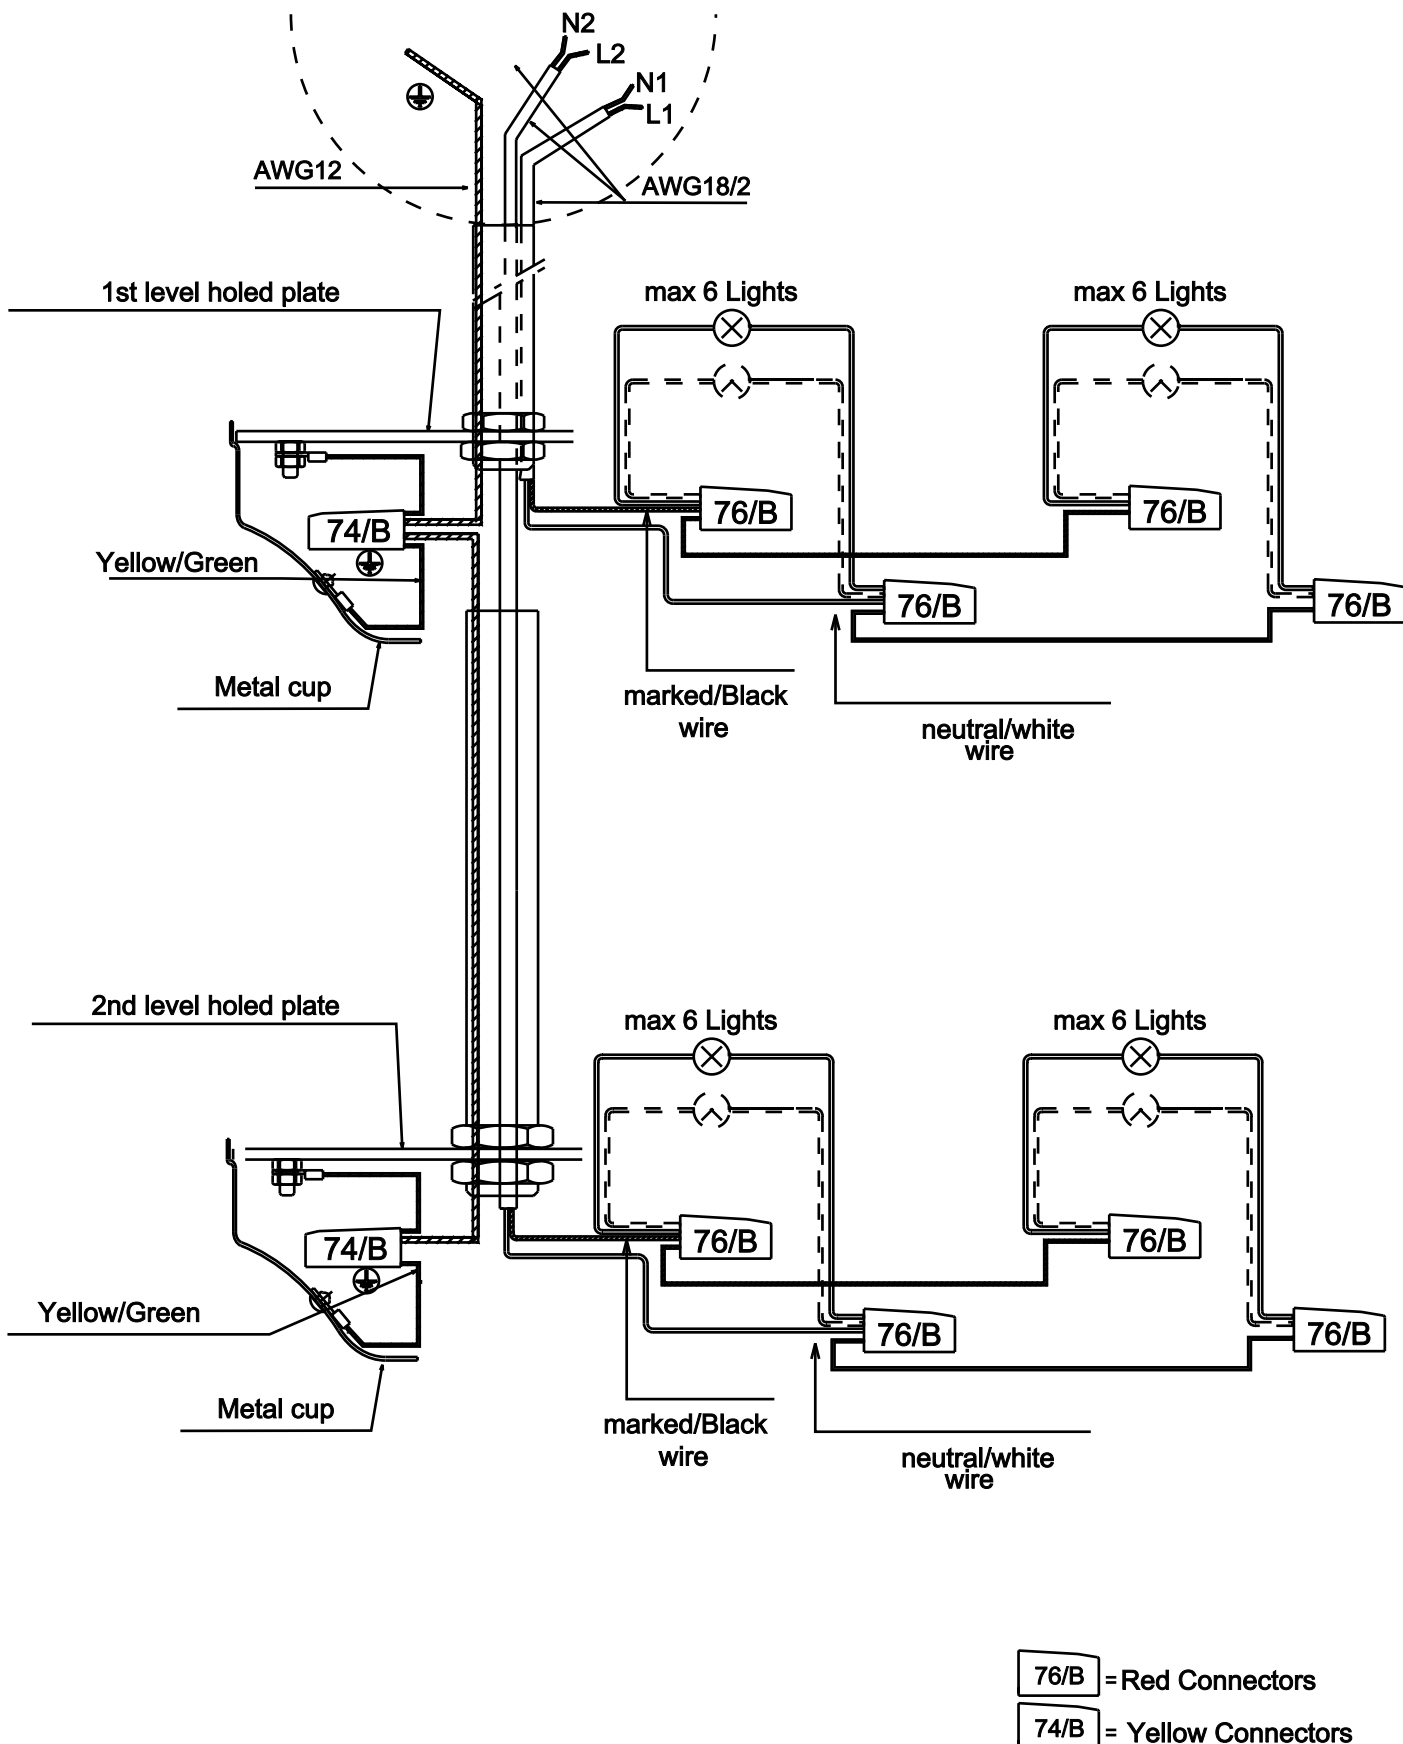 N2
L2
N1
L1
AWG12
AWG18/2
1st level holed plate
max 6 Lights
max 6 Lights
76/B
76/B
74/B
Yellow/Green
76/B
76/B
Metal cup
marked/Black
wire
neutral/white
wire
2nd level holed plate
max 6 Lights
max 6 Lights
76/B
76/B
74/B
Yellow/Green
76/B
76/B
Metal cup
marked/Black
wire
neutral/white
wire
76/B = Red Connectors
74/B = Yellow Connectors